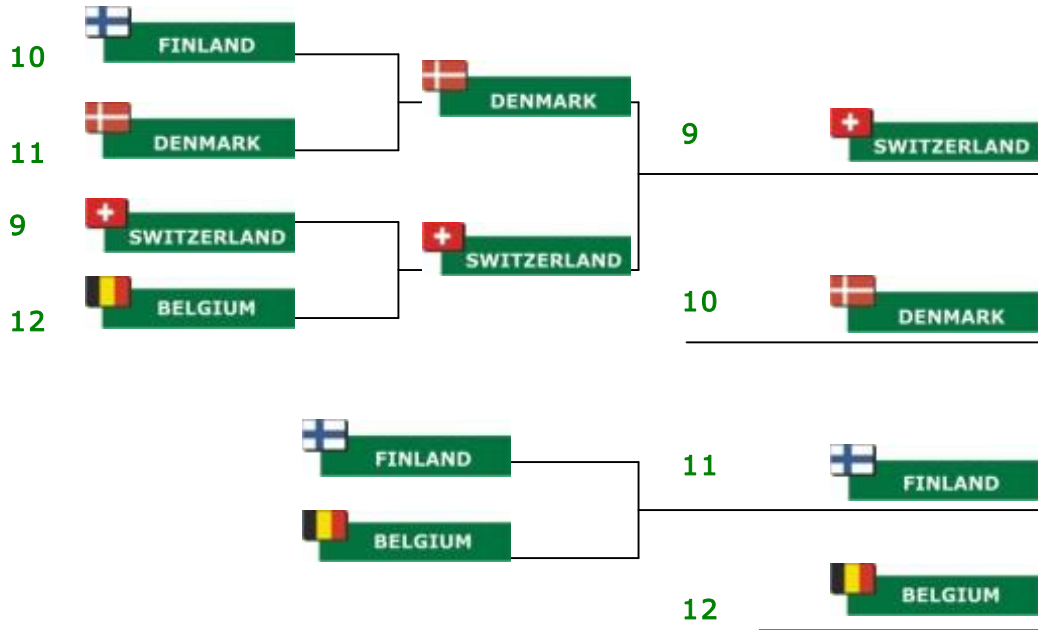 10
FINLAND
DENMARK
11
DENMARK
9
SWITZERLAND
9
SWITZERLAND
SWITZERLAND
12
BELGIUM
10
DENMARK
FINLAND
11
FINLAND
BELGIUM
12
BELGIUM